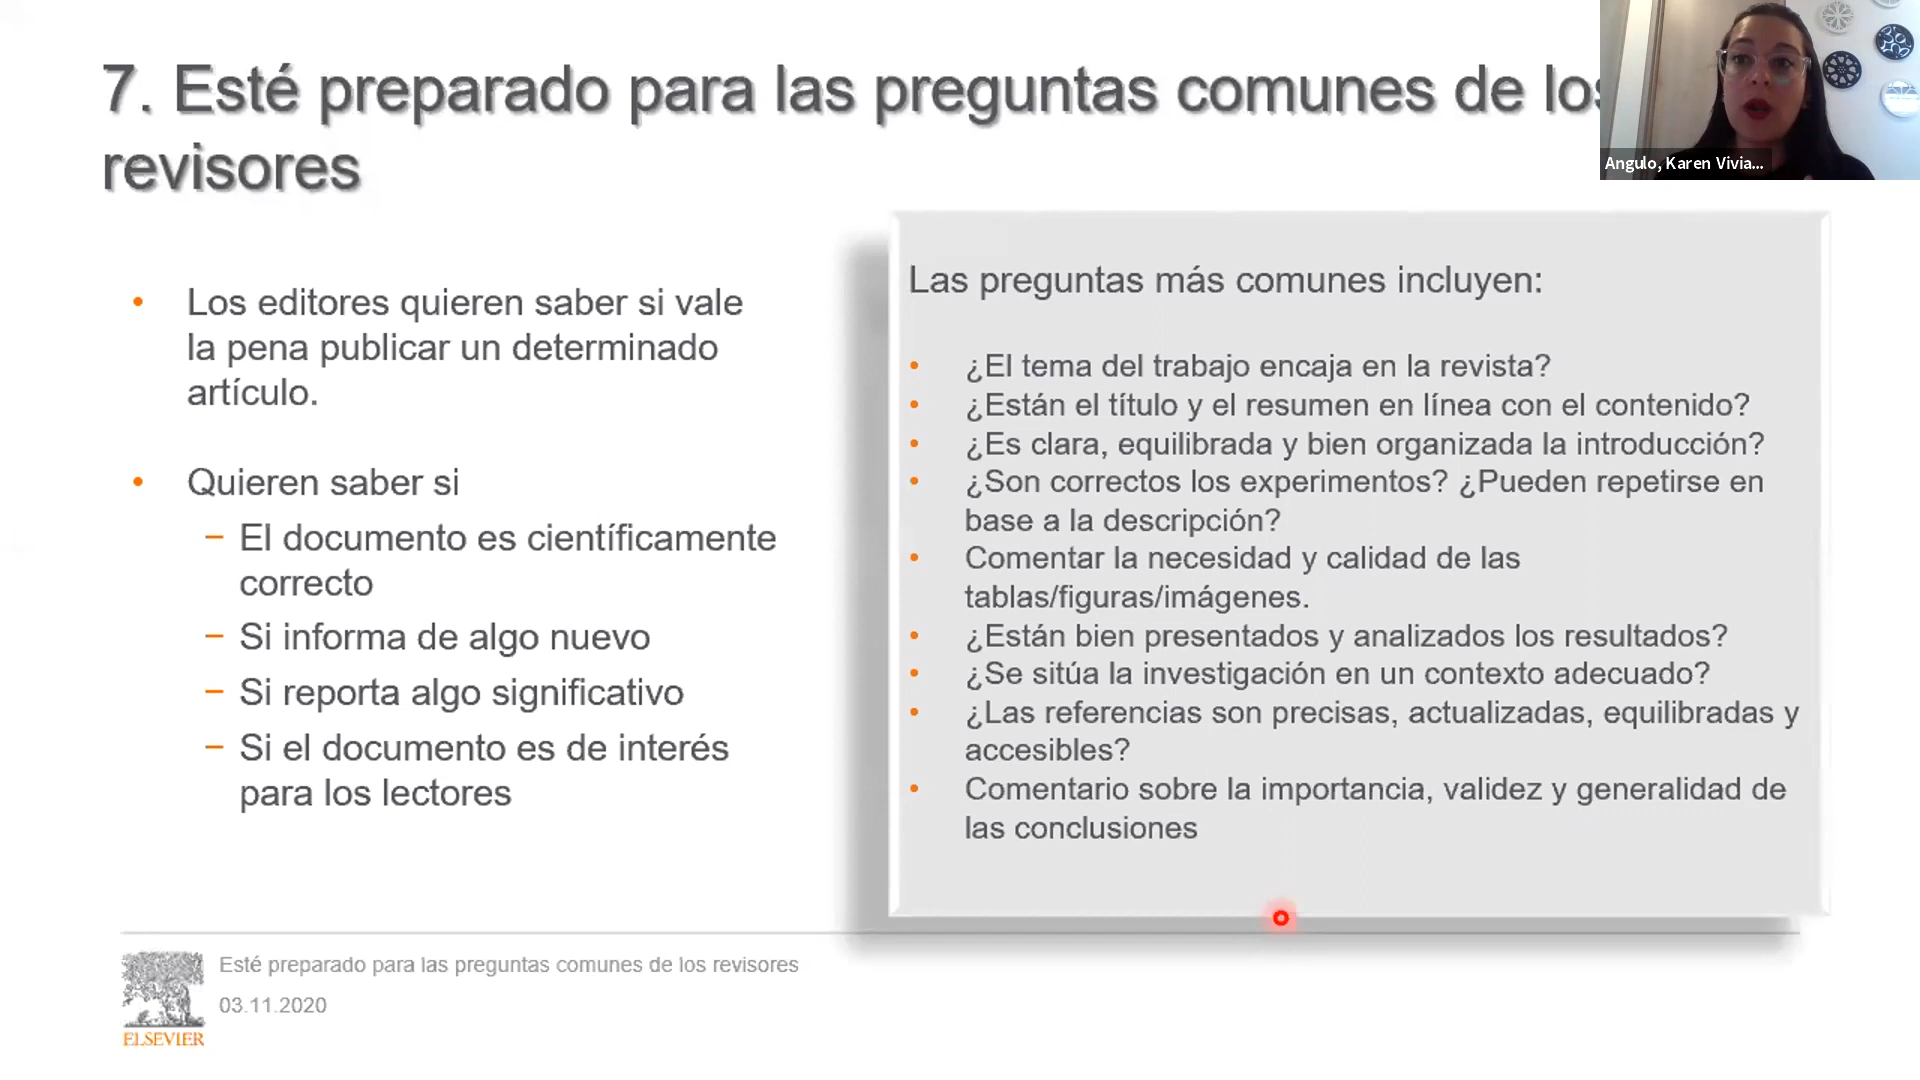 7. Esté preparado para las preguntas comunes de los
revisores
Angulo, Karen Vivia...
Los editores quieren saber si vale
la pena publicar un determinado
artículo.
Quieren saber si
– El documento es científicamente
correcto
– Si informa de algo nuevo
– Si reporta algo significativo
– Si el documento es de interés
para los lectores
Las preguntas más comunes incluyen:
¿El tema del trabajo encaja en la revista?
¿Están el título y el resumen en línea con el contenido?
¿Es clara, equilibrada y bien organizada la introducción?
¿Son correctos los experimentos? ¿Pueden repetirse en
base a la descripción?
Comentar la necesidad y calidad de las
tablas/figuras/imágenes.
¿Están bien presentados y analizados los resultados?
¿Se sitúa la investigación en un contexto adecuado?
¿Las referencias son precisas, actualizadas, equilibradas y
accesibles?
Comentario sobre la importancia, validez y generalidad de
las conclusiones
Esté preparado para las preguntas comunes de los revisores
03.11.2020
ELSEVIER